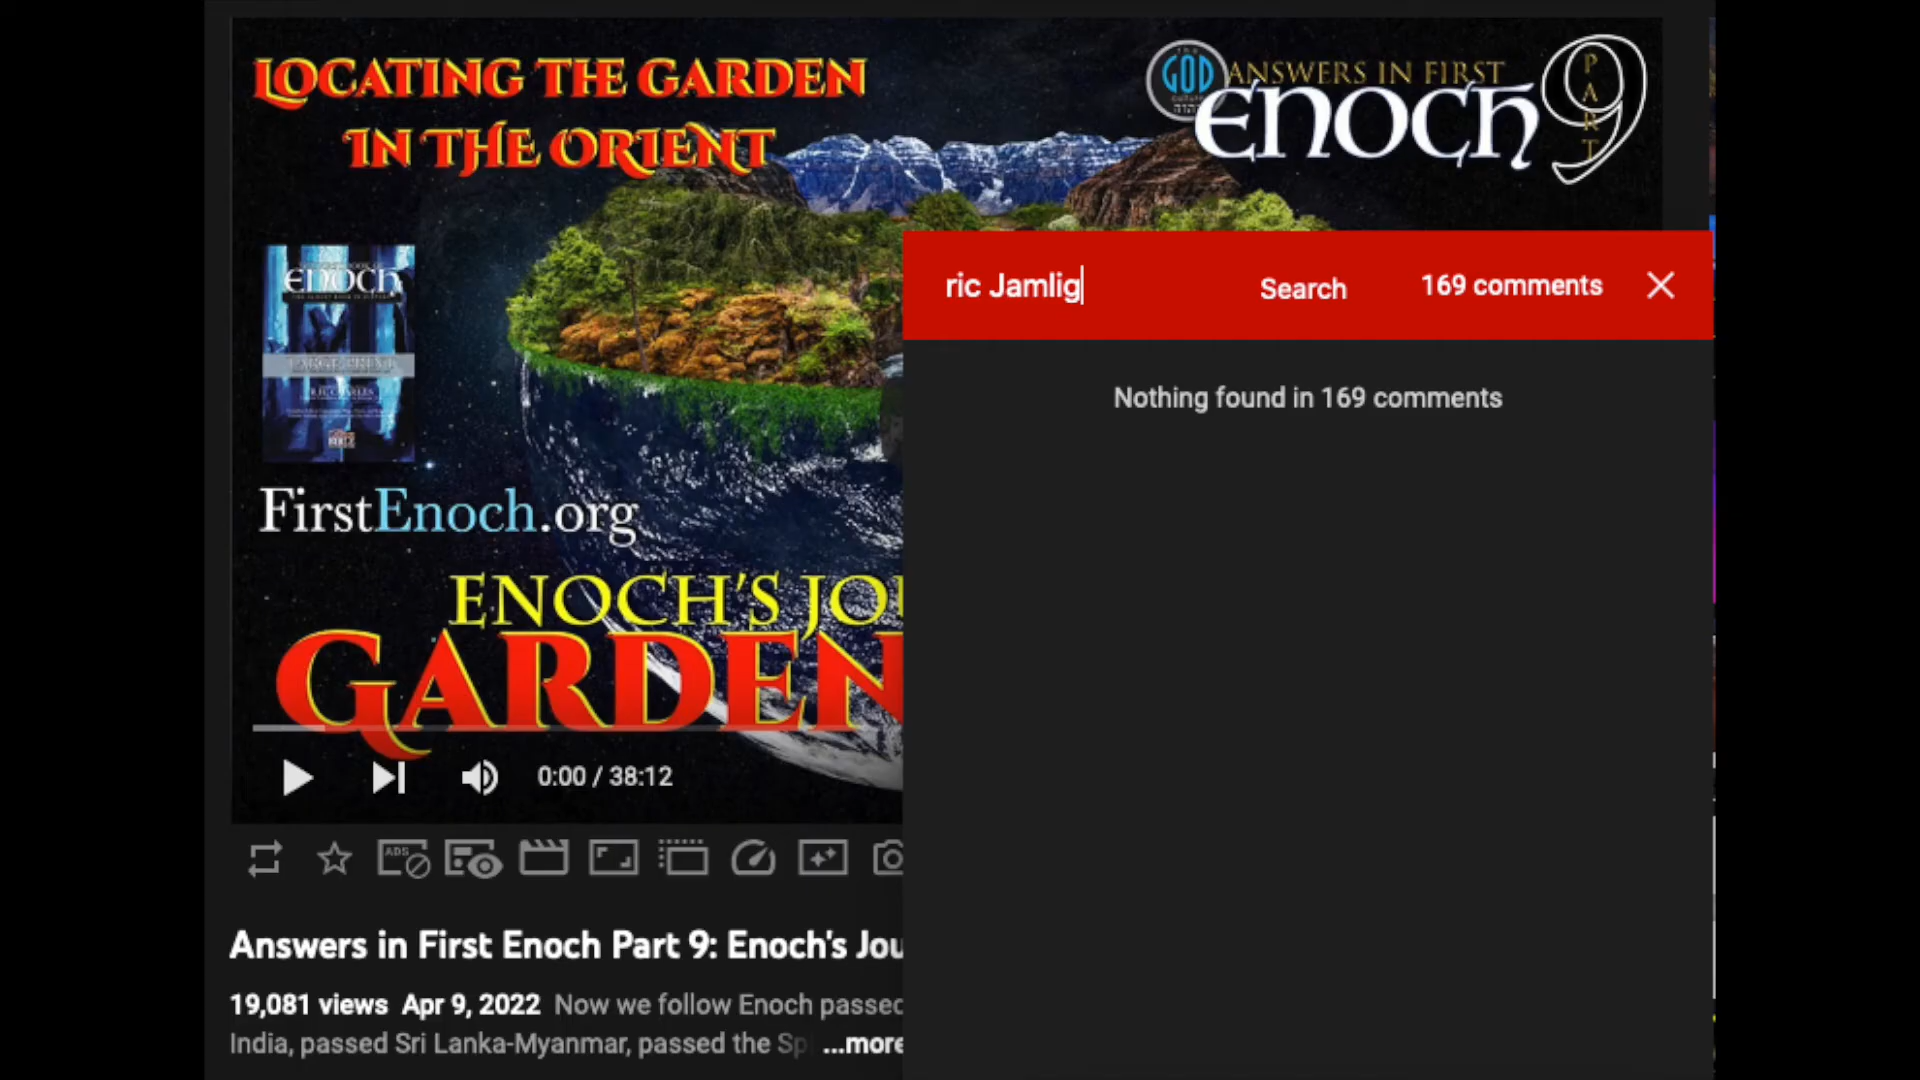 LOCATING THE GARDEN
IN THE ORIENT
GOD
ANSWERS IN FIRST
ENOCH 9
PART
ENOCH
LARGE PRINT
FirstEnoch.org
ENOCH'S JO
GARDEN
ric Jamlig
Search
169 comments
Nothing found in 169 comments
0:00 / 38:12
ADS
Answers in First Enoch Part 9: Enoch's Jou
19,081 views Apr 9, 2022 Now we follow Enoch passed
India, passed Sri Lanka-Myanmar, passed the Sp ...more